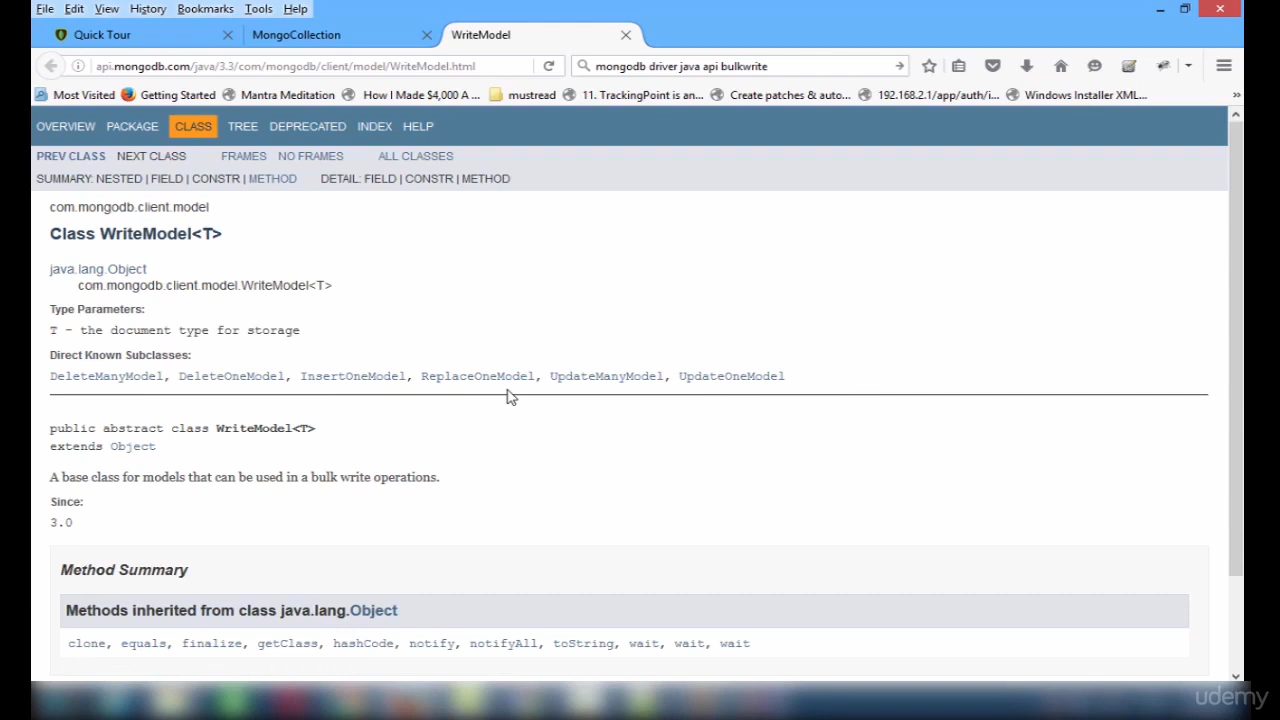 File Edit View History Bookmarks Tools Help
Quick Tour MongoCollection WriteModel
api.mongodb.com/java/3.3/com/mongodb/client/model/WriteModel.html mongodb driver java api bulkwrite
Most Visited Getting Started Mantra Meditation How I Made $4,000 A ... mustread 11. TrackingPoint is an... Create patches & auto... 192.168.2.1/app/auth/i... Windows Installer XML... »
OVERVIEW PACKAGE CLASS TREE DEPRECATED INDEX HELP
PREV CLASS NEXT CLASS FRAMES NO FRAMES ALL CLASSES
SUMMARY: NESTED | FIELD | CONSTR | METHOD DETAIL: FIELD | CONSTR | METHOD
com.mongodb.client.model
Class WriteModel<T>
java.lang.Object
com.mongodb.client.model.WriteModel<T>
Type Parameters:
T - the document type for storage
Direct Known Subclasses:
DeleteManyModel, DeleteOneModel, InsertOneModel, ReplaceOneModel, UpdateManyModel, UpdateOneModel
public abstract class WriteModel<T>
extends Object
A base class for models that can be used in a bulk write operations.
Since:
3.0
Method Summary
Methods inherited from class java.lang.Object
clone, equals, finalize, getClass, hashCode, notify, notifyAll, toString, wait, wait, wait
udemy